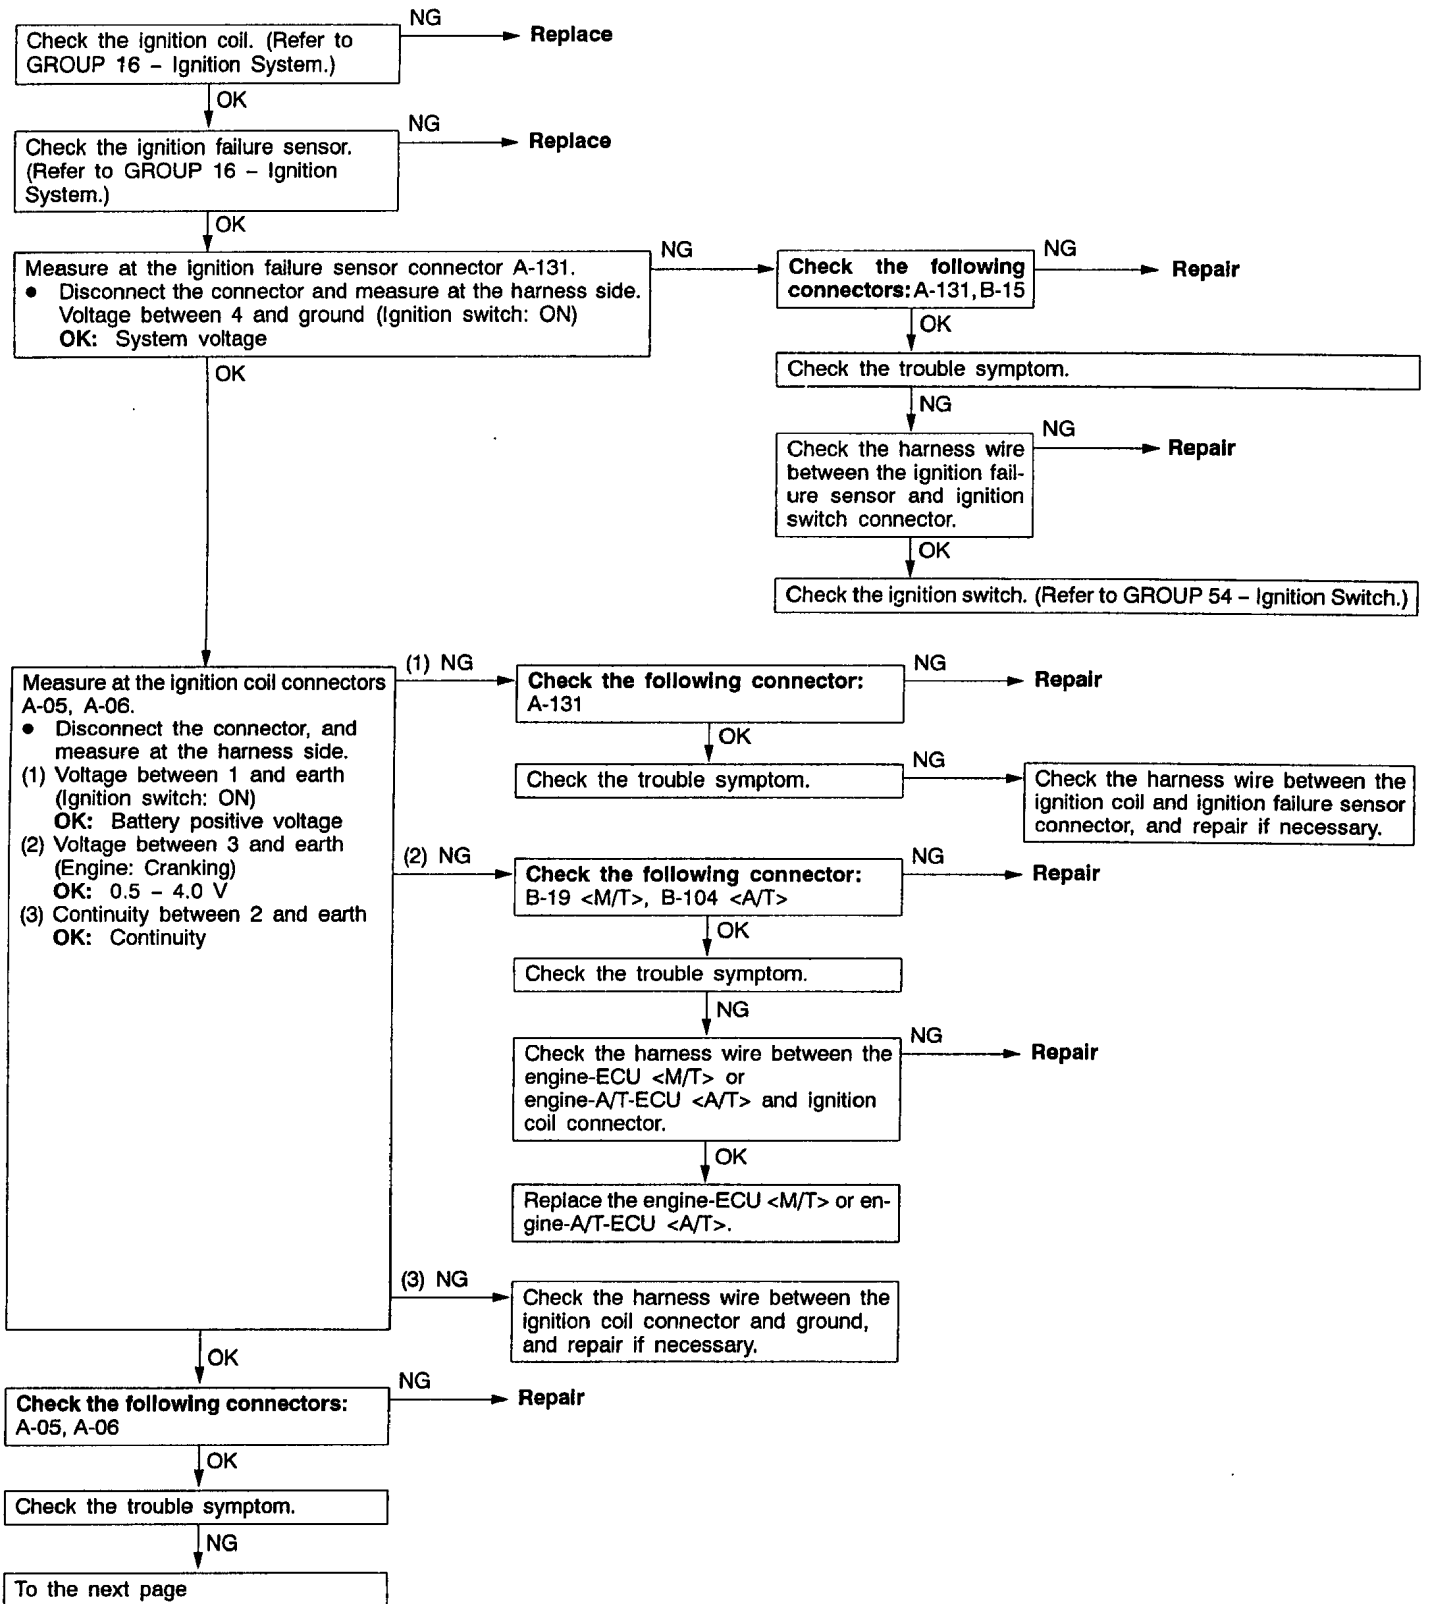 NG
Check the ignition coil. (Refer to
GROUP 16 – Ignition System.)
Replace
OK
NG
Check the ignition failure sensor.
(Refer to GROUP 16 – Ignition
System.)
Replace
OK
Measure at the ignition failure sensor connector A-131.
● Disconnect the connector and measure at the harness side.
Voltage between 4 and ground (Ignition switch: ON)
OK: System voltage
NG
Check the following
connectors: A-131, B-15
NG
Repair
OK
Check the trouble symptom.
NG
Check the harness wire
between the ignition fail-
ure sensor and ignition
switch connector.
NG
Repair
OK
Check the ignition switch. (Refer to GROUP 54 – Ignition Switch.)
OK
Measure at the ignition coil connectors
A-05, A-06.
● Disconnect the connector, and
measure at the harness side.
(1) Voltage between 1 and earth
(Ignition switch: ON)
OK: Battery positive voltage
(2) Voltage between 3 and earth
(Engine: Cranking)
OK: 0.5 – 4.0 V
(3) Continuity between 2 and earth
OK: Continuity
(1) NG
Check the following connector:
A-131
NG
Repair
OK
Check the trouble symptom.
NG
Check the harness wire between the
ignition coil and ignition failure sensor
connector, and repair if necessary.
(2) NG
Check the following connector:
B-19 <M/T>, B-104 <A/T>
NG
Repair
OK
Check the trouble symptom.
NG
Check the harness wire between the
engine-ECU <M/T> or
engine-A/T-ECU <A/T> and ignition
coil connector.
NG
Repair
OK
Replace the engine-ECU <M/T> or en-
gine-A/T-ECU <A/T>.
(3) NG
Check the harness wire between the
ignition coil connector and ground,
and repair if necessary.
OK
Check the following connectors:
A-05, A-06
NG
Repair
OK
Check the trouble symptom.
NG
To the next page